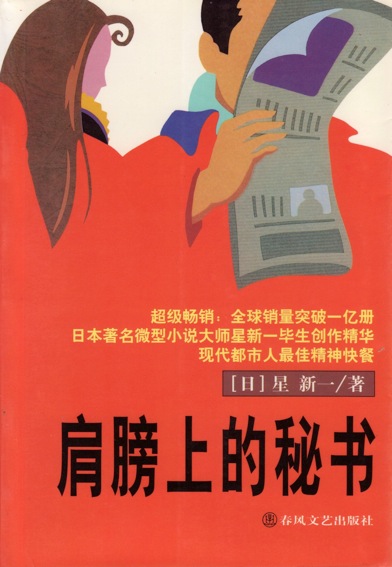 超级畅销：全球销量突破一亿册
日本著名微型小说大师星新一毕生创作精华
现代都市人最佳精神快餐
[日]星 新一/著
肩膀上的秘书
春风文艺出版社